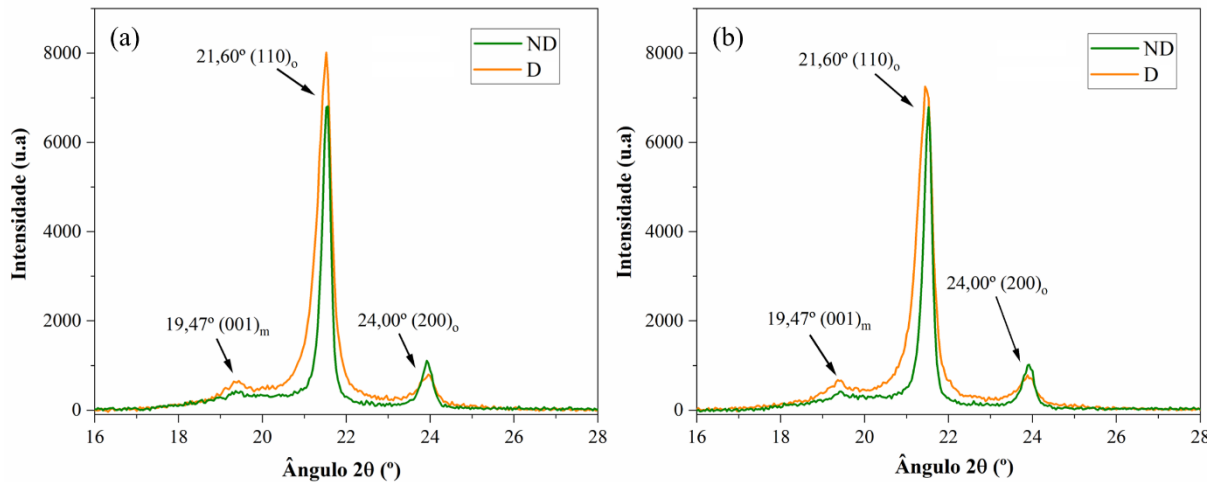 (a)
ND
D
21,60º (110)o
19,47º (001)m
24,00º (200)o
Intensidade (u.a)
8000
6000
4000
2000
0
16 18 20 22 24 26 28
Ângulo 2θ (º)
(b)
ND
D
21,60º (110)o
24,00º (200)o
19,47º (001)m
Intensidade (u.a)
8000
6000
4000
2000
0
16 18 20 22 24 26 28
Ângulo 2θ (º)